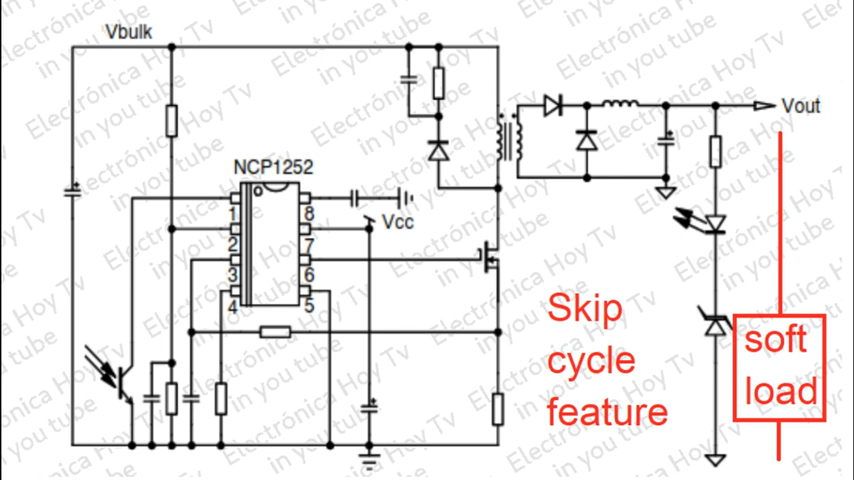 Vbulk
Vout
NCP1252
1
2
3
4
8
7
6
5
Vcc
Skip
cycle
feature
soft
load
Electrónica Hoy Tv
in you tube